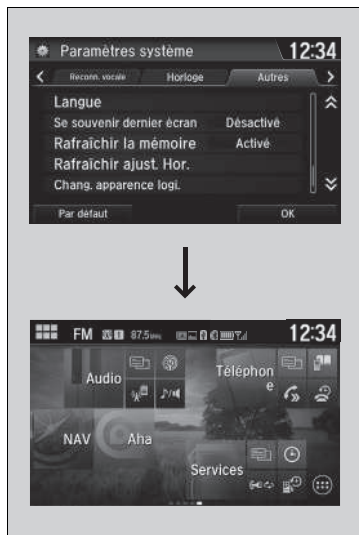 Paramètres système 12:34
Reconn. vocale Horloge Autres
Langue
Se souvenir dernier écran Désactivé
Rafraîchir la mémoire Activé
Rafraîchir ajust. Hor.
Chang. apparence logi.
Par défaut OK
FM 87.5 12:34
Audio
Téléphon
e
NAV Aha
Services